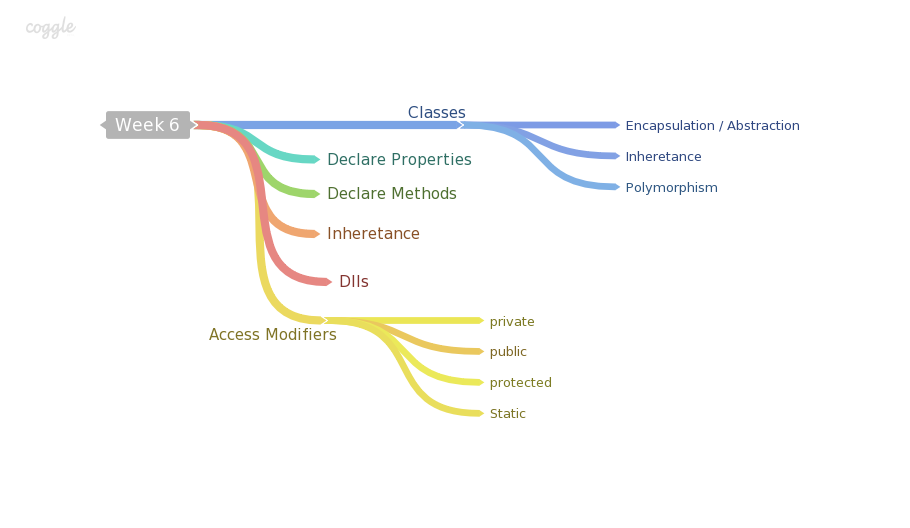 coggle
Week 6
Classes
Encapsulation / Abstraction
Inheretance
Polymorphism
Declare Properties
Declare Methods
Inheretance
Dlls
Access Modifiers
private
public
protected
Static